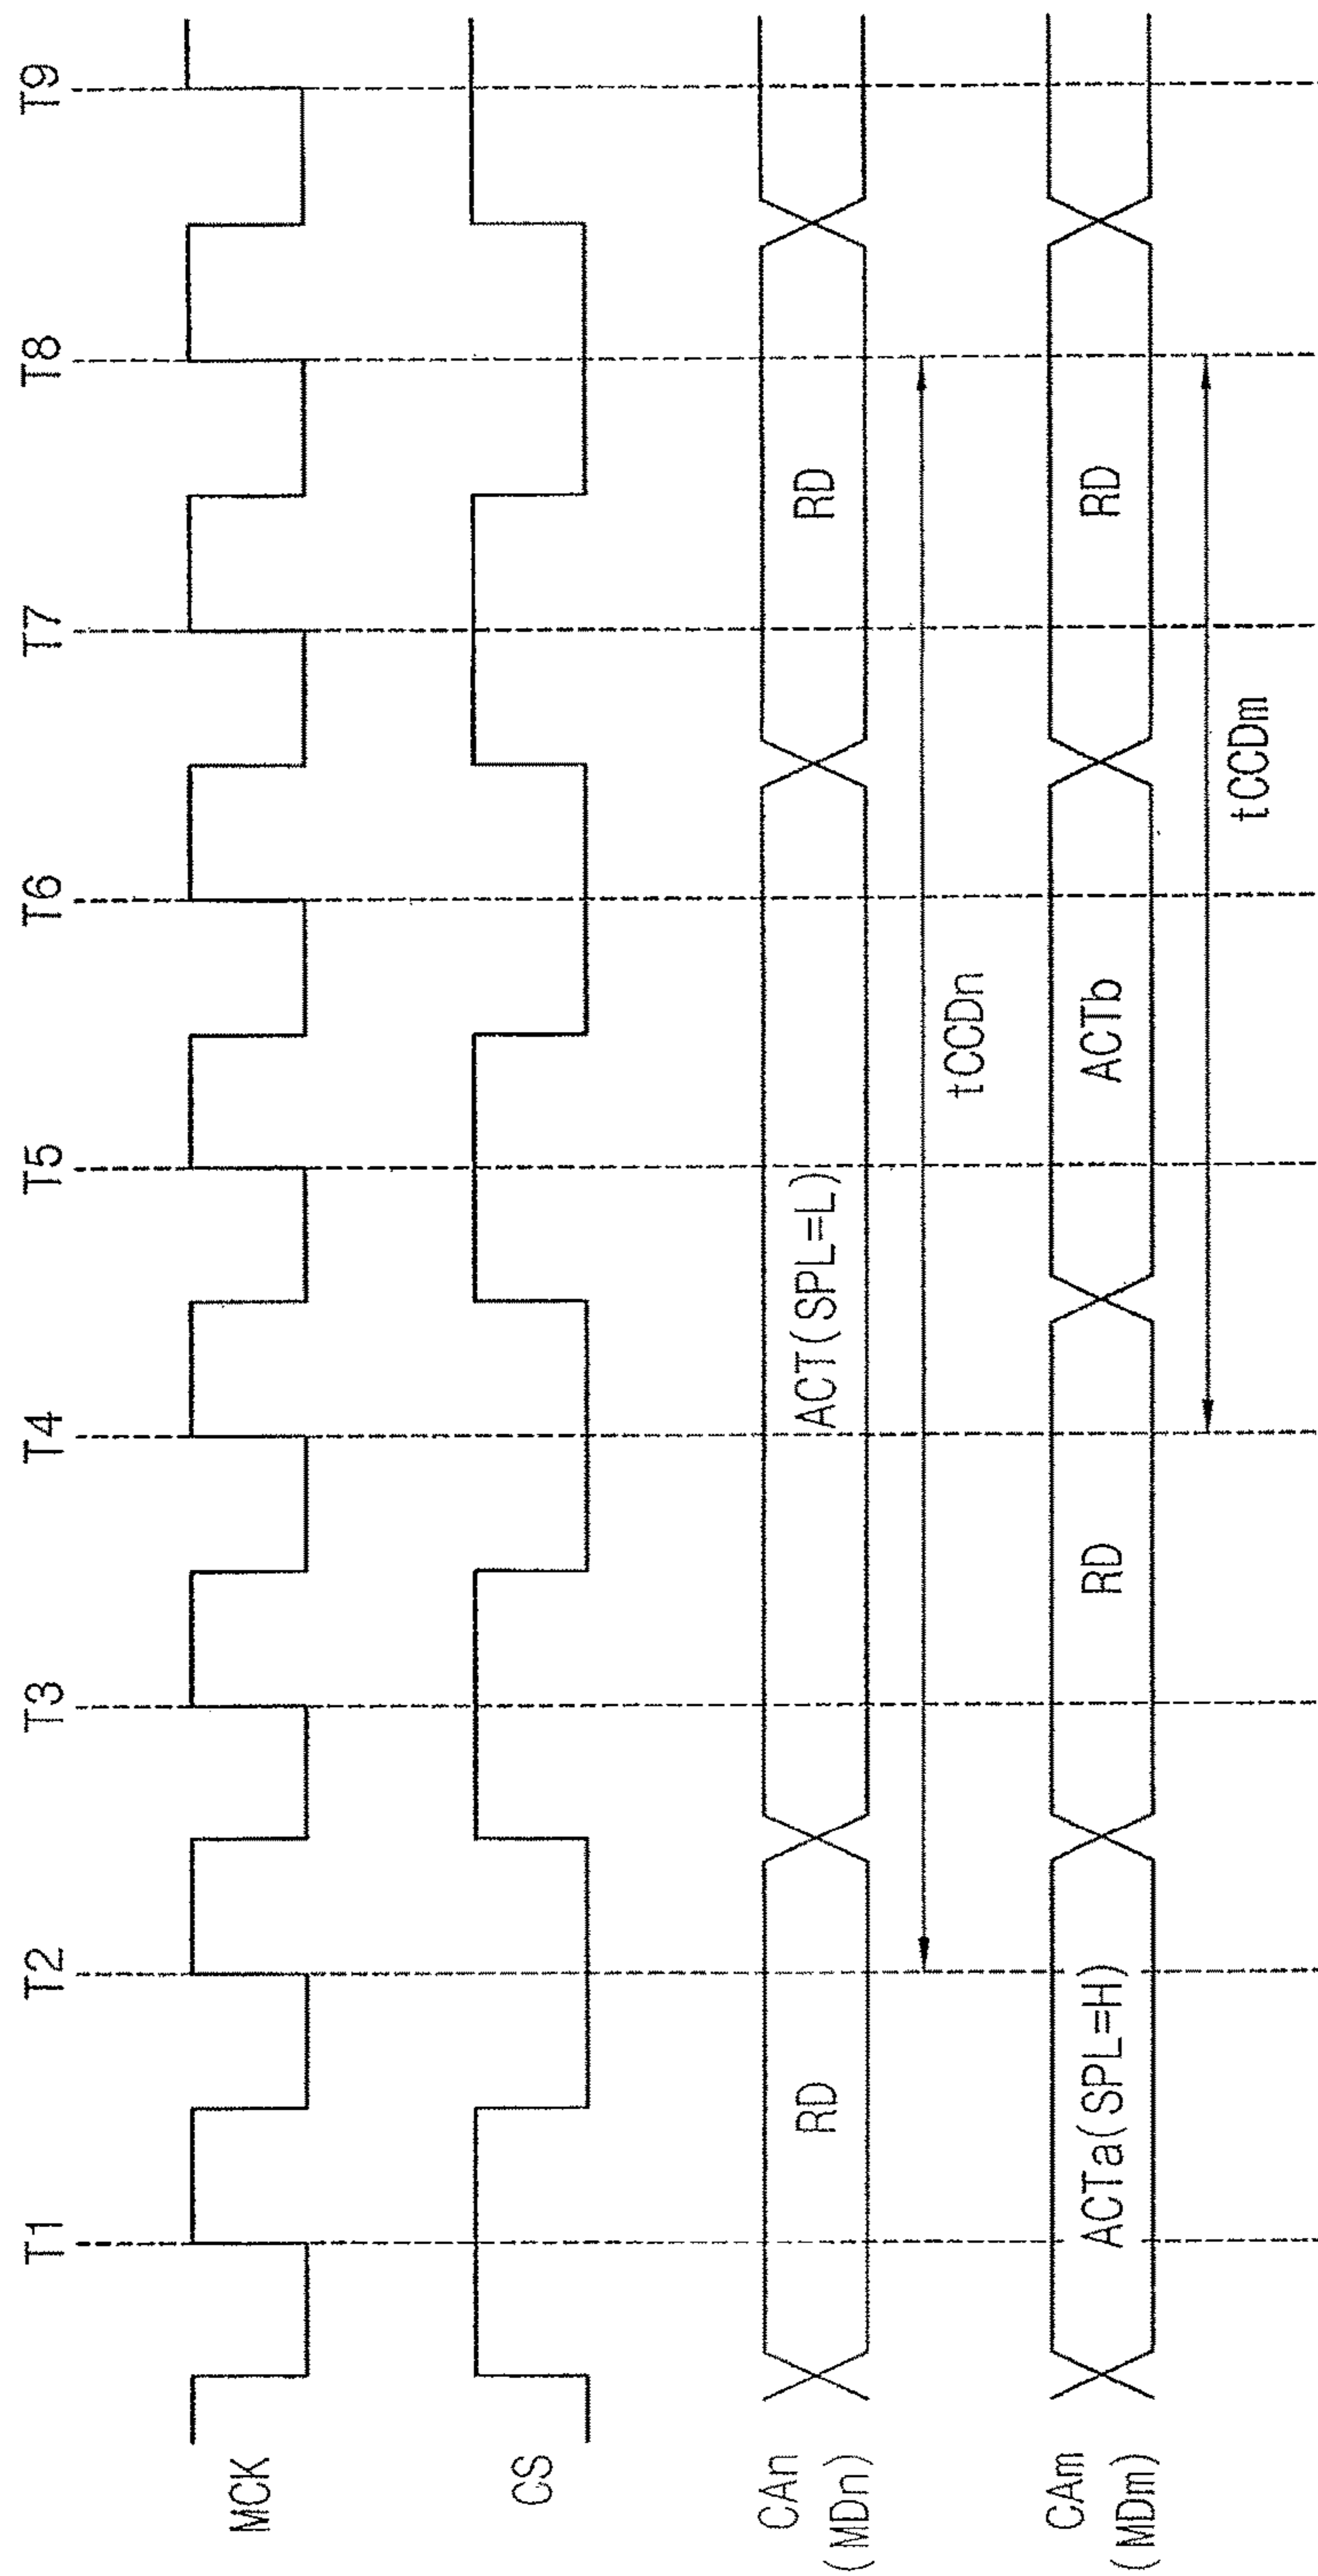 T1 T2 T3 T4 T5 T6 T7 T8 T9
MCK
CS
CAn
(MDn)
RD
ACT(SPL=L)
RD
tCCDn
CAm
(MDm)
ACTa(SPL=H)
RD
ACTb
RD
tCCDm